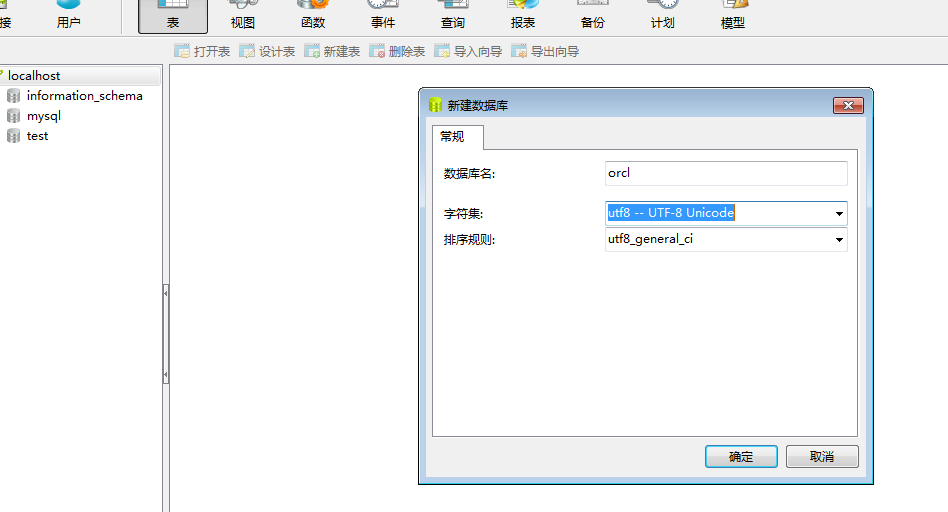 接 用户 表 视图 函数 事件 查询 报表 备份 计划 模型
打开表 设计表 新建表 删除表 导入向导 导出向导
localhost
information_schema
mysql
test
新建数据库
常规
数据库名: orcl
字符集: utf8 -- UTF-8 Unicode
排序规则: utf8_general_ci
确定 取消